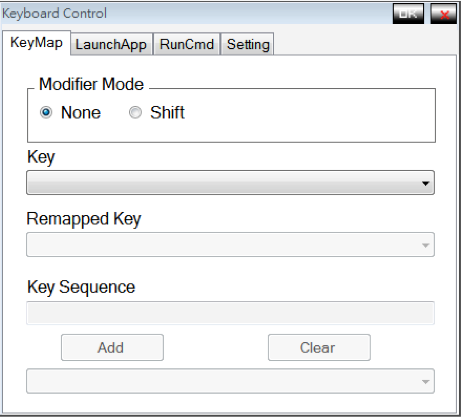 Keyboard Control OK
KeyMap LaunchApp RunCmd Setting
Modifier Mode
None Shift
Key
Remapped Key
Key Sequence
Add Clear